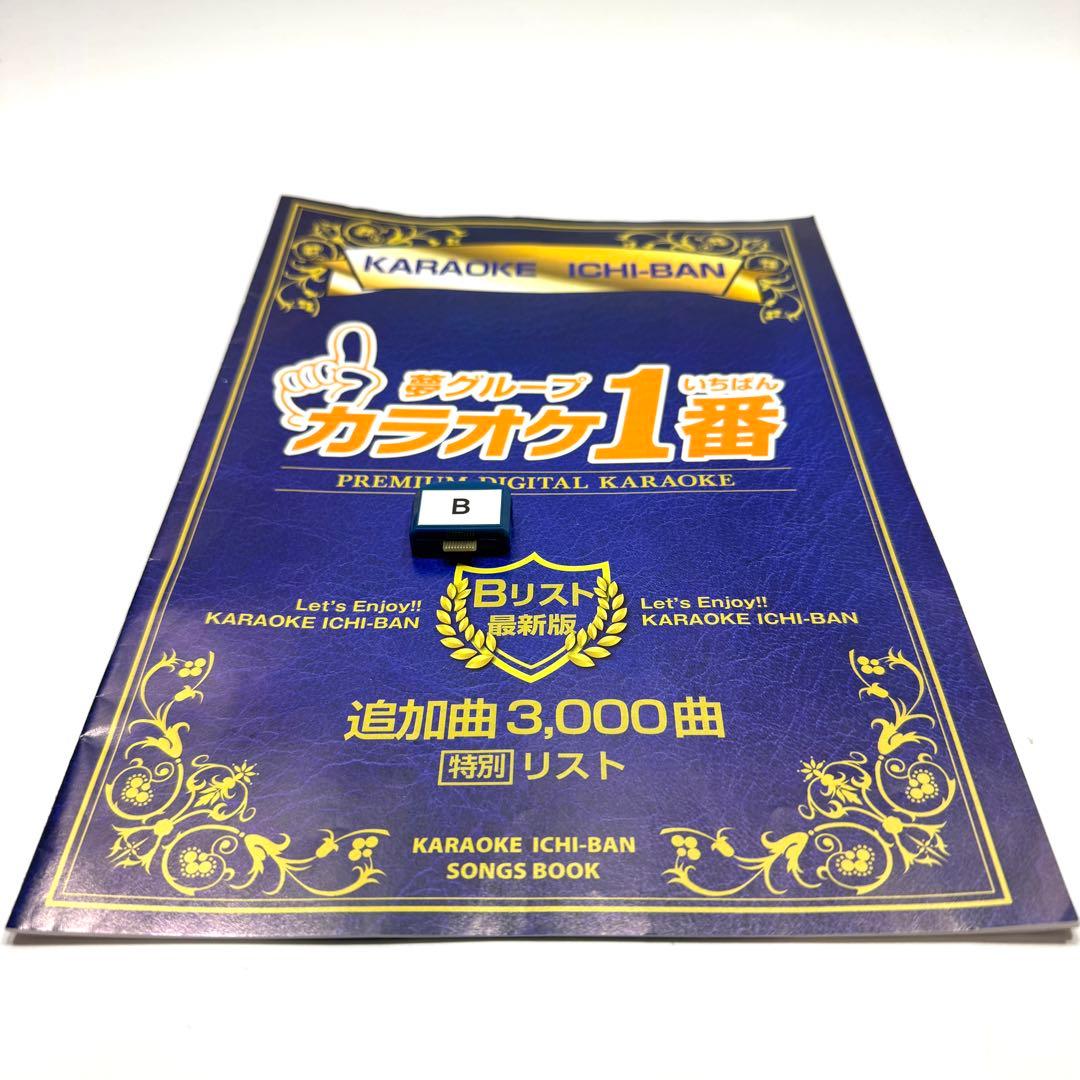 KARAOKE ICHI-BAN
夢グループ
いちばん
カラオケ1番
PREMIUM DIGITAL KARAOKE
B
Bリスト
最新版
Let's Enjoy!!
KARAOKE ICHI-BAN
Let's Enjoy!!
KARAOKE ICHI-BAN
追加曲 3,000曲
特別 リスト
KARAOKE ICHI-BAN
SONGS BOOK